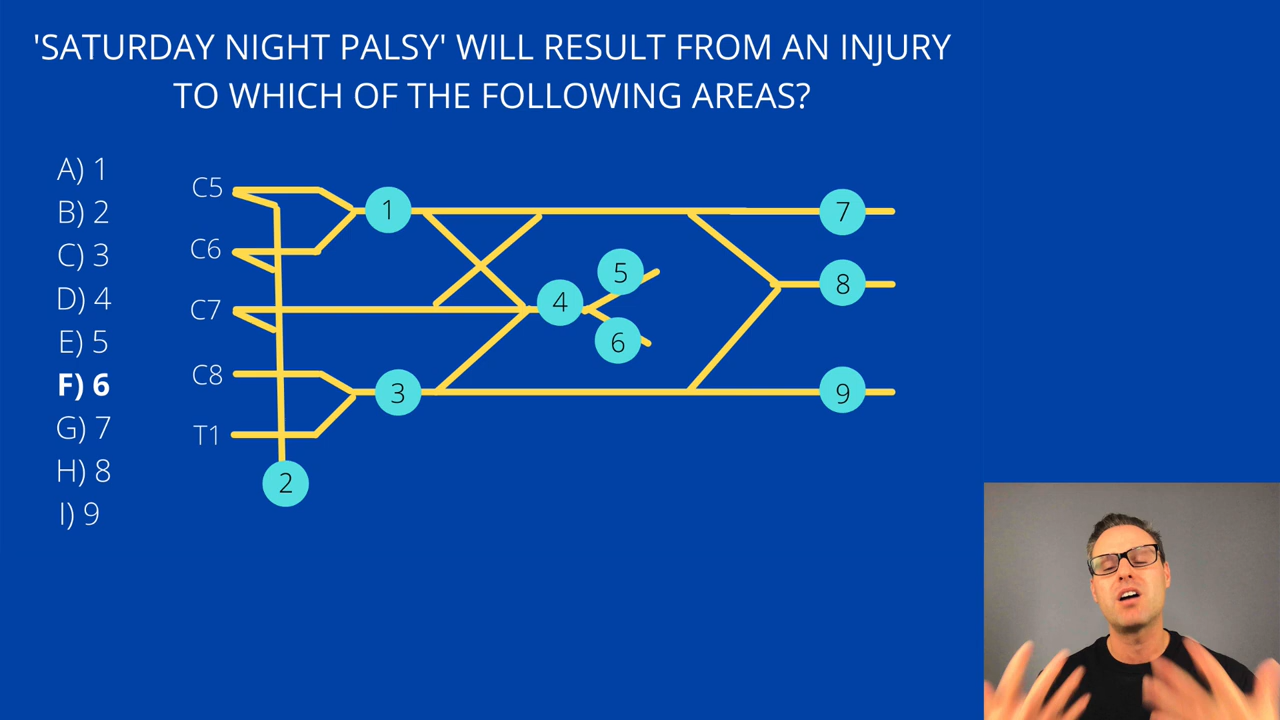 'SATURDAY NIGHT PALSY' WILL RESULT FROM AN INJURY
TO WHICH OF THE FOLLOWING AREAS?
A) 1
B) 2
C) 3
D) 4
E) 5
F) 6
G) 7
H) 8
I) 9
C5
C6
C7
C8
T1
1
2
3
4
5
6
7
8
9